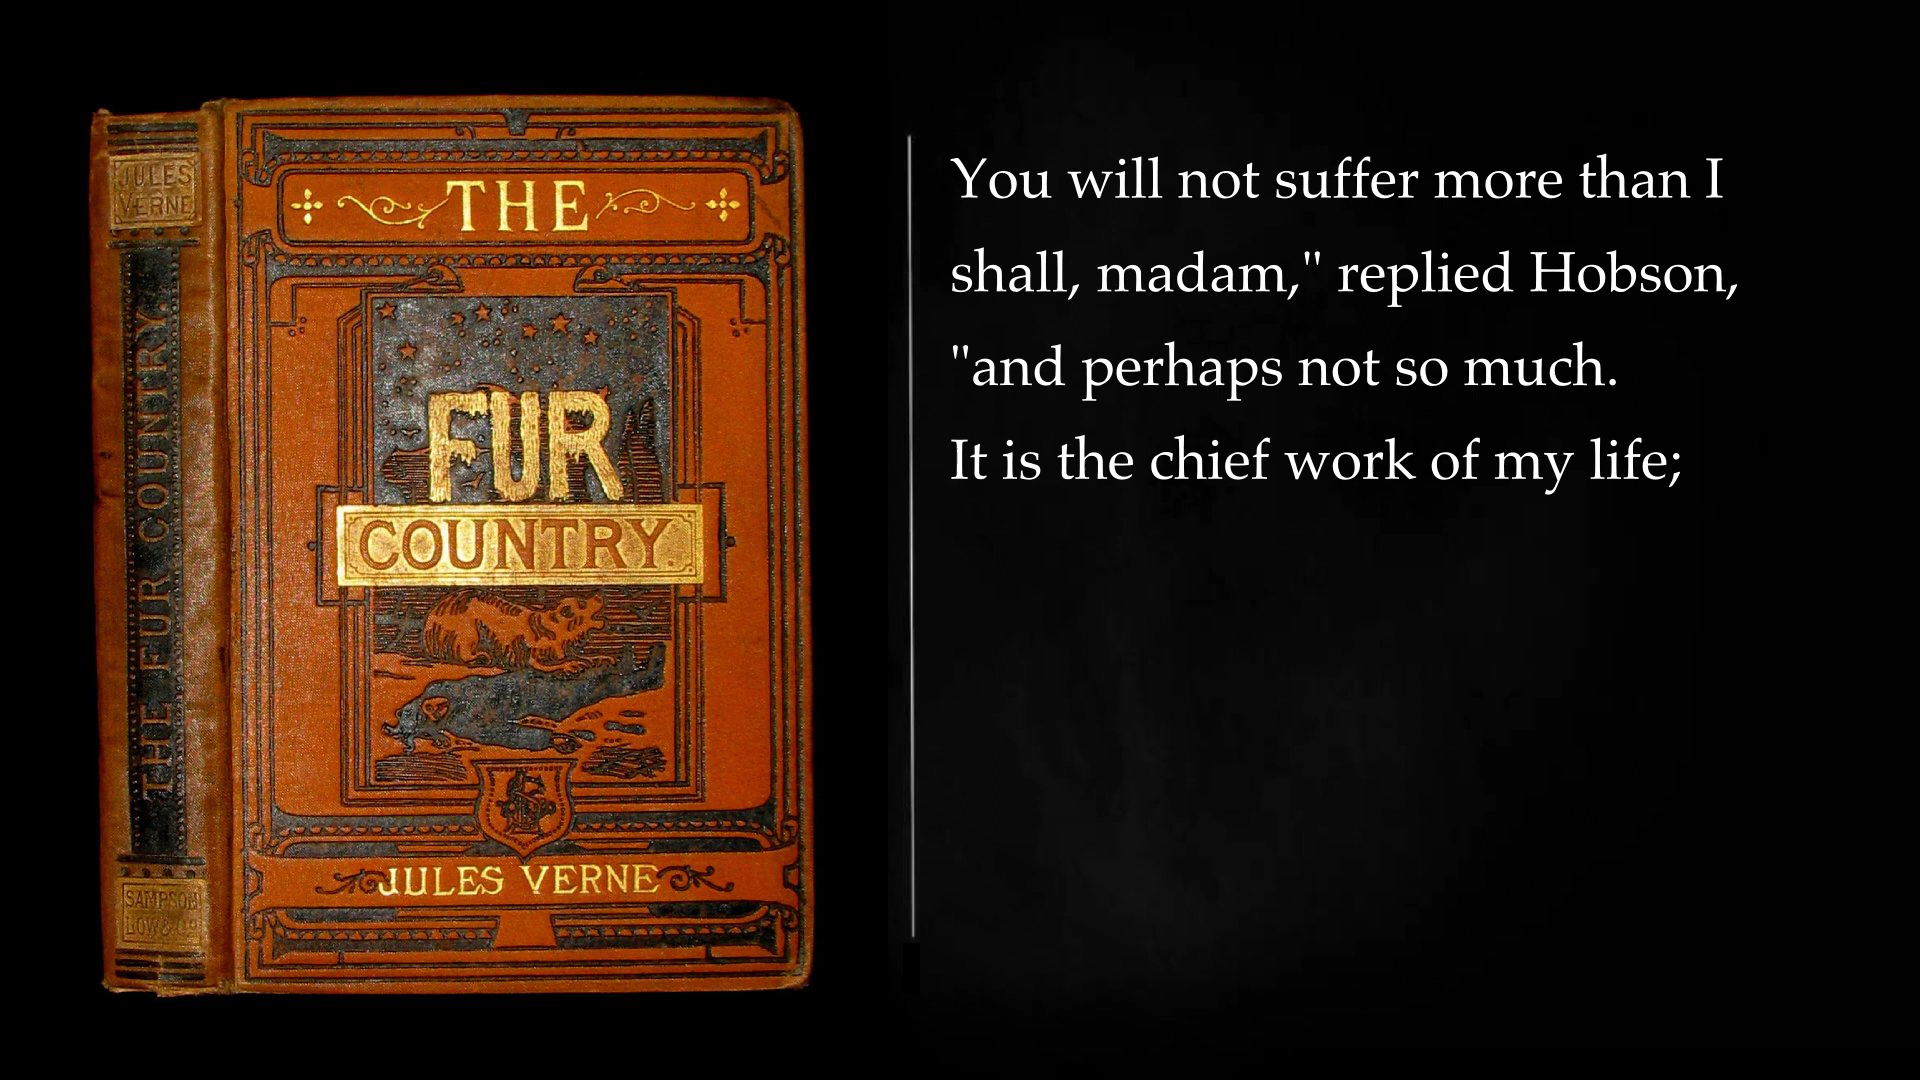 JULES
VERNE
THE FUR COUNTRY.
SAMPSON
LOW & Co
THE
FUR
COUNTRY.
JULES VERNE
You will not suffer more than I
shall, madam," replied Hobson,
"and perhaps not so much.
It is the chief work of my life;